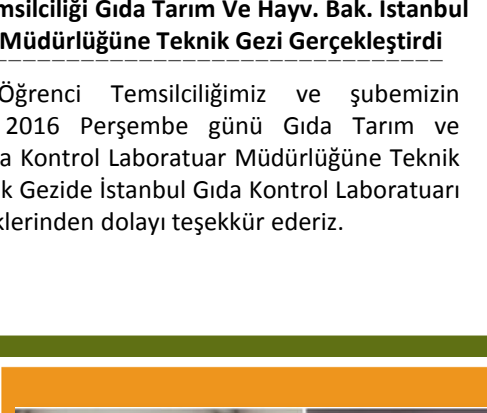 msilciliği Gıda Tarım Ve Hayv. Bak. İstanbul
Müdürlüğüne Teknik Gezi Gerçekleştirdi
Öğrenci Temsilciliğimiz ve şubemizin
2016 Perşembe günü Gıda Tarım ve
a Kontrol Laboratuar Müdürlüğüne Teknik
k Gezide İstanbul Gıda Kontrol Laboratuarı
klerinden dolayı teşekkür ederiz.